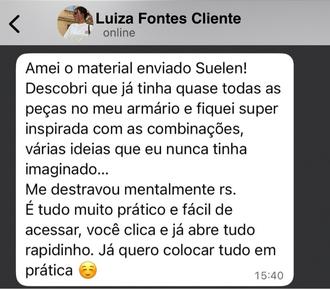 Luiza Fontes Cliente
online
Amei o material enviado Suelen!
Descobri que já tinha quase todas as
peças no meu armário e fiquei super
inspirada com as combinações,
várias ideias que eu nunca tinha
imaginado...
Me destravou mentalmente rs.
É tudo muito prático e fácil de
acessar, você clica e já abre tudo
rapidinho. Já quero colocar tudo em
prática ☺️
15:40